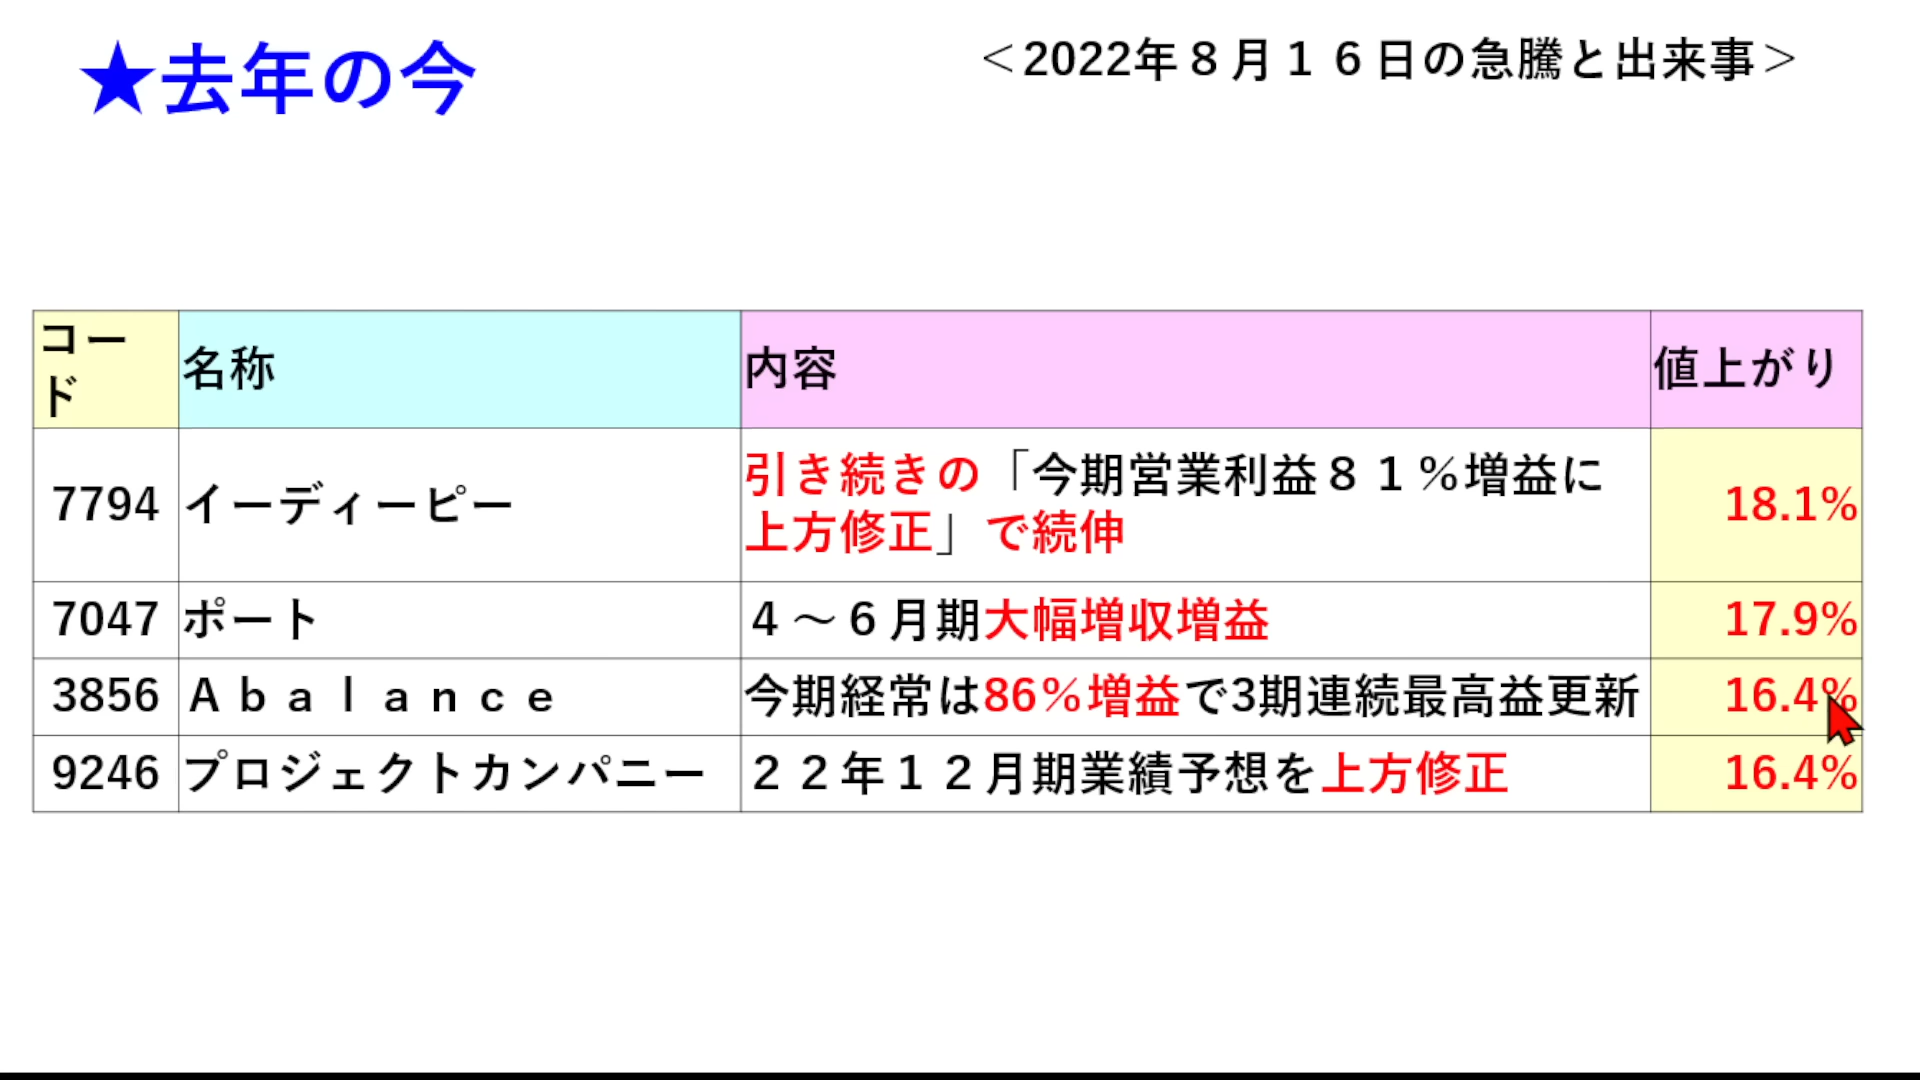 ★去年の今
＜2022年８月１６日の急騰と出来事＞
コー
ド
名称
内容
値上がり
7794
イーディーピー
引き続きの「今期営業利益８１％増益に
上方修正」で続伸
18.1%
7047
ポート
４～６月期大幅増収増益
17.9%
3856
Ａｂａｌａｎｃｅ
今期経常は86％増益で3期連続最高益更新
16.4%
9246
プロジェクトカンパニー
２２年１２月期業績予想を上方修正
16.4%